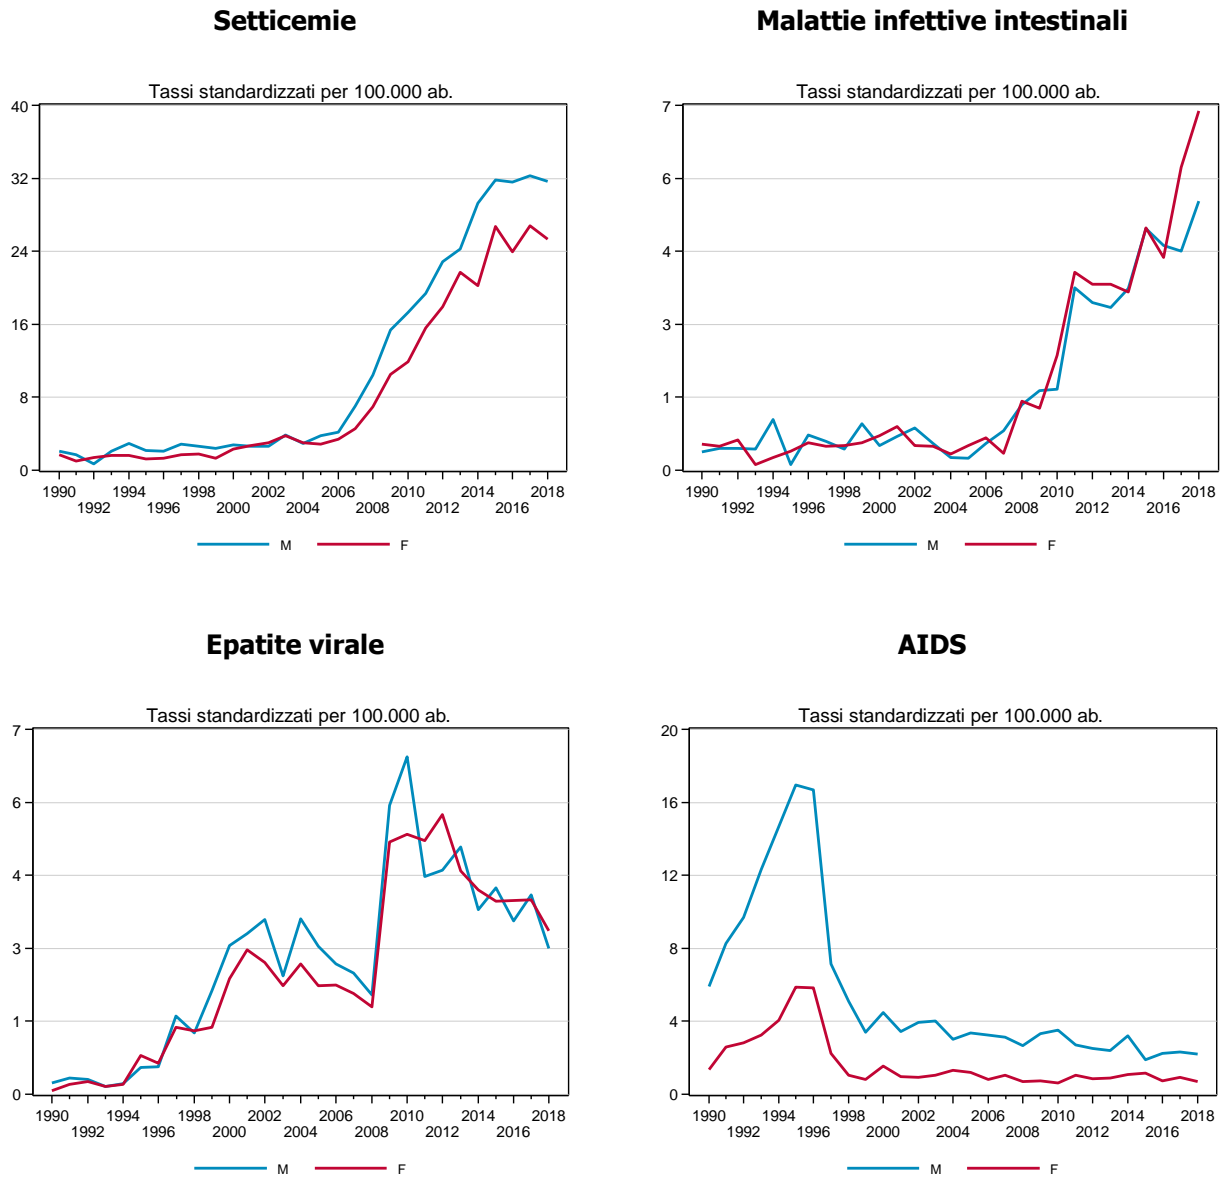 Setticemie
Tassi standardizzati per 100.000 ab.
40
32
24
16
8
0
1990 1994 1998 2002 2006 2010 2014 2018
1992 1996 2000 2004 2008 2012 2016
M F
Malattie infettive intestinali
Tassi standardizzati per 100.000 ab.
7
6
4
3
1
0
1990 1994 1998 2002 2006 2010 2014 2018
1992 1996 2000 2004 2008 2012 2016
M F
Epatite virale
Tassi standardizzati per 100.000 ab.
7
6
4
3
1
0
1990 1994 1998 2002 2006 2010 2014 2018
1992 1996 2000 2004 2008 2012 2016
M F
AIDS
Tassi standardizzati per 100.000 ab.
20
16
12
8
4
0
1990 1994 1998 2002 2006 2010 2014 2018
1992 1996 2000 2004 2008 2012 2016
M F